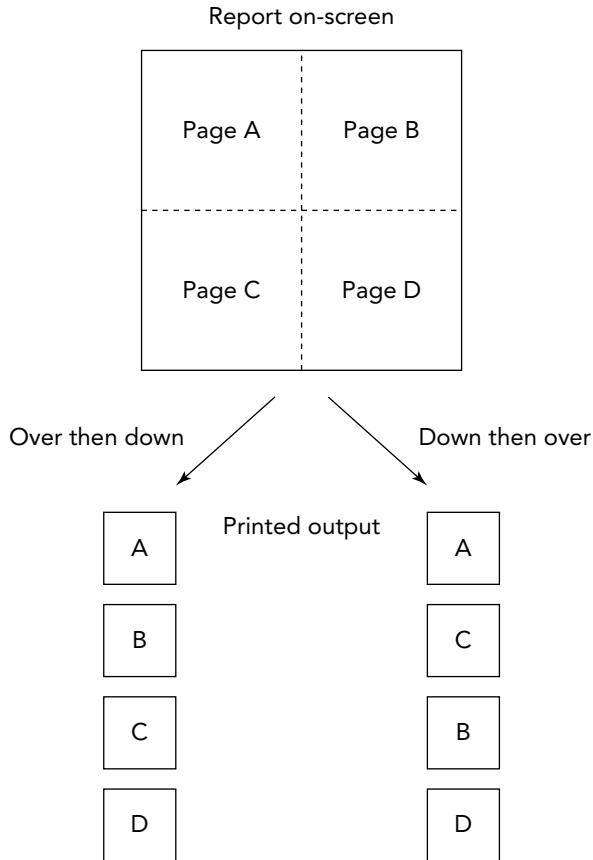 Report on-screen
Page A
Page B
Page C
Page D
Over then down
Down then over
Printed output
A
A
B
C
C
B
D
D